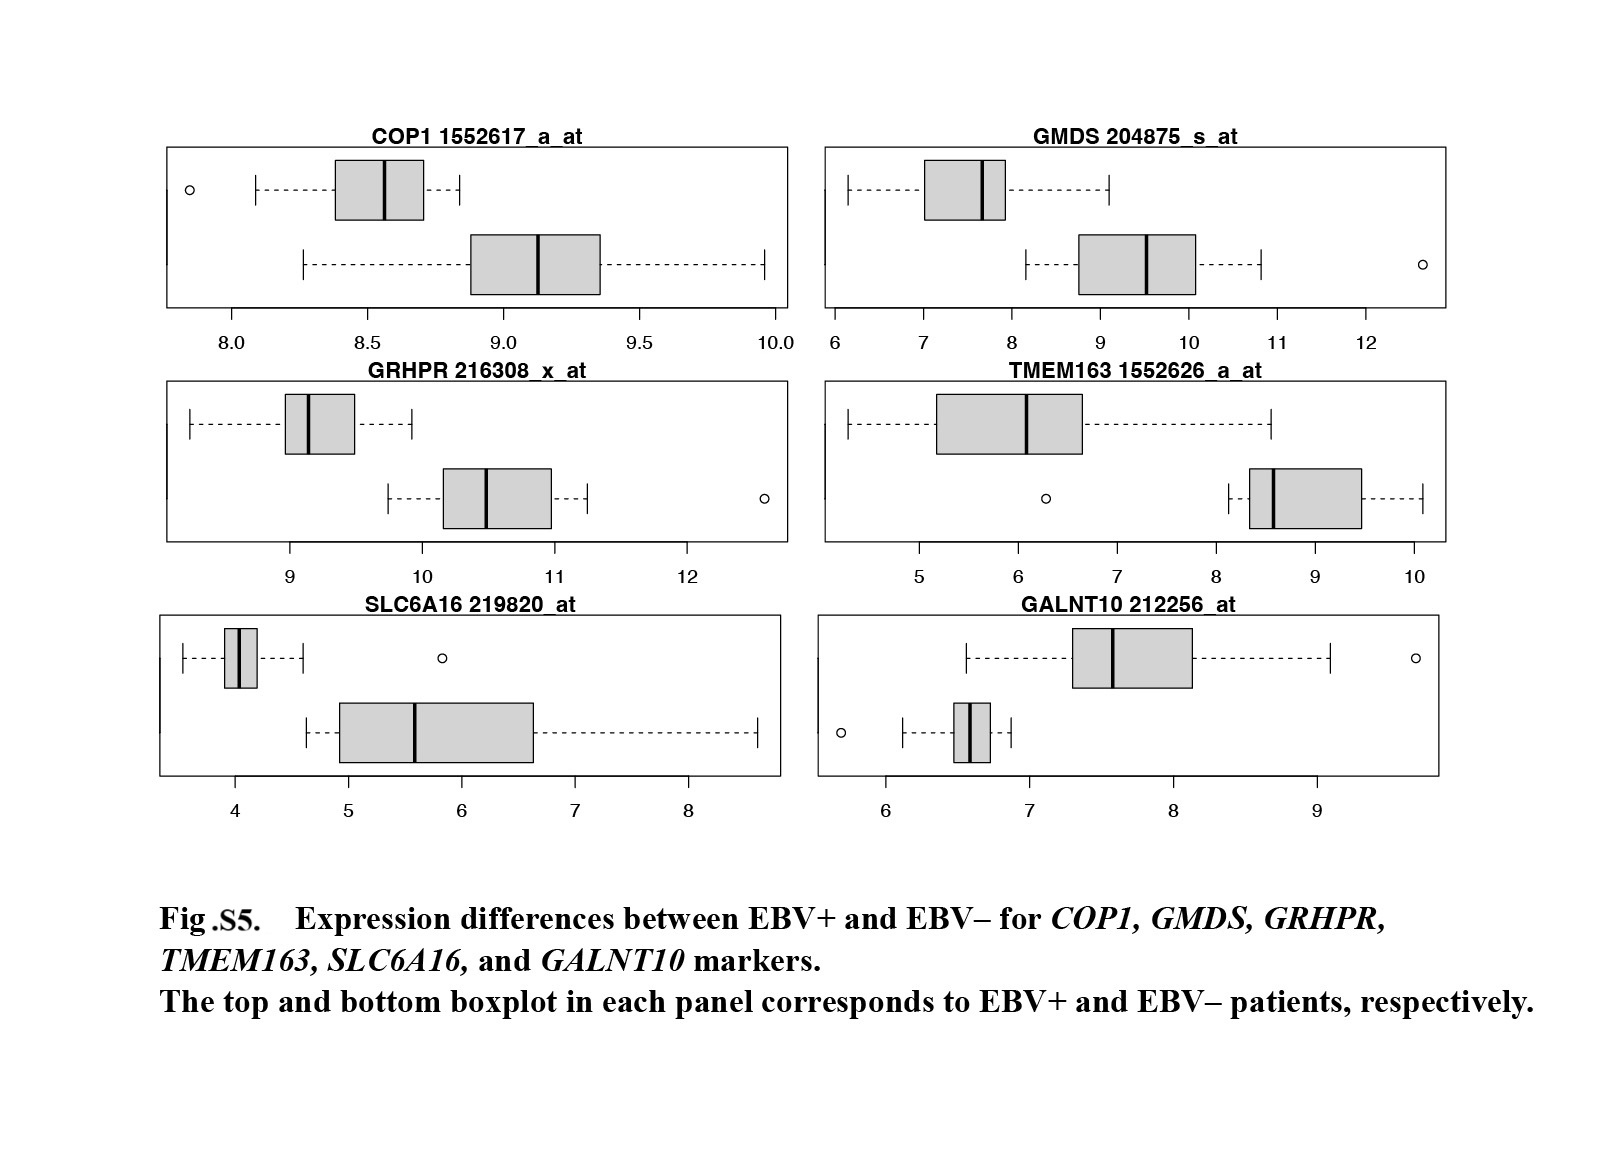 COP1 1552617_a_at
8.0 8.5 9.0 9.5 10.0
GMDS 204875_s_at
6 7 8 9 10 11 12
GRHPR 216308_x_at
9 10 11 12
TMEM163 1552626_a_at
5 6 7 8 9 10
SLC6A16 219820_at
4 5 6 7 8
GALNT10 212256_at
6 7 8 9
Fig.S5. Expression differences between EBV+ and EBV– for COP1, GMDS, GRHPR,
TMEM163, SLC6A16, and GALNT10 markers.
The top and bottom boxplot in each panel corresponds to EBV+ and EBV– patients, respectively.